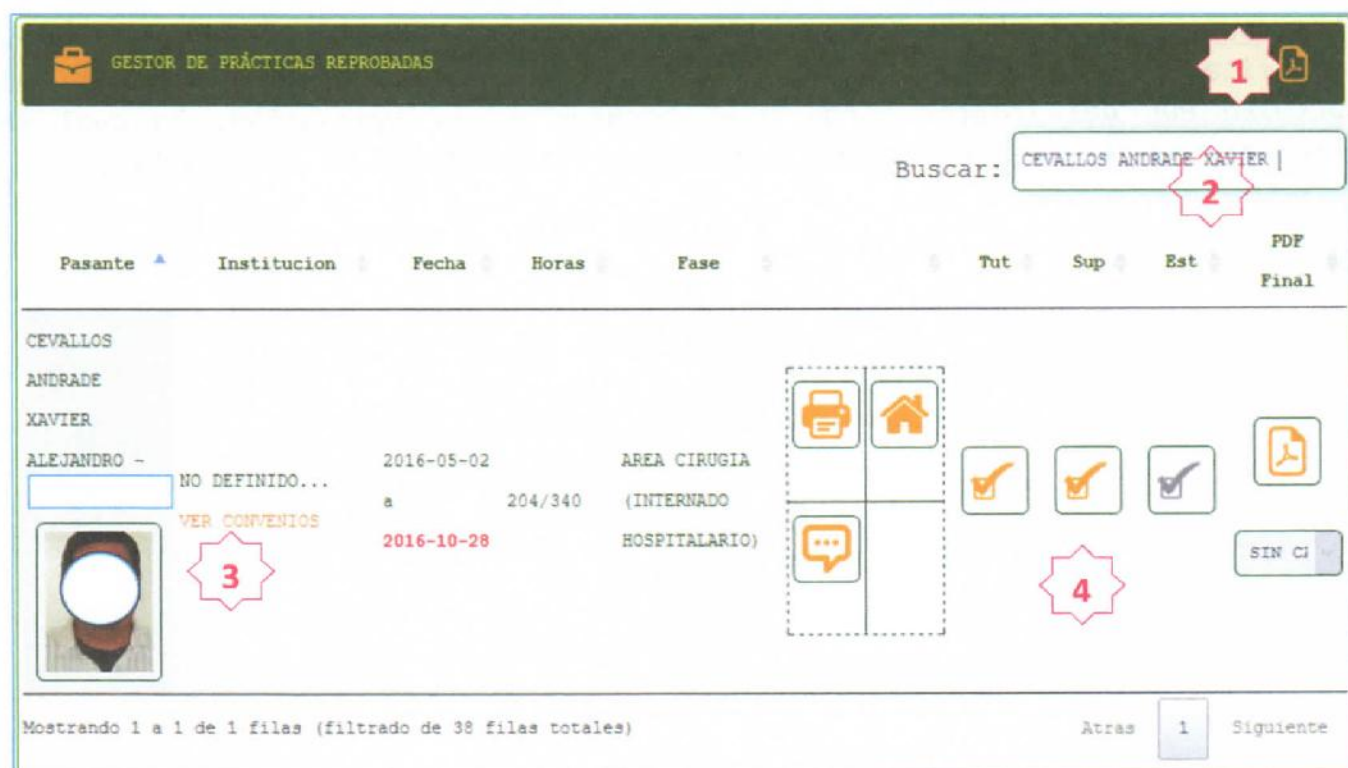 GESTOR DE PRÁCTICAS REPROBADAS
1
Buscar: CEVALLOS ANDRADE XAVIER
2
Pasante Institucion Fecha Horas Fase Tut Sup Est PDF Final
CEVALLOS
ANDRADE
XAVIER
ALEJANDRO -
NO DEFINIDO...
VER CONVENIOS
3
2016-05-02
a
2016-10-28
204/340
AREA CIRUGIA
(INTERNADO
HOSPITALARIO)
4
SIN
Mostrando 1 a 1 de 1 filas (filtrado de 38 filas totales)
Atras 1 Siguiente